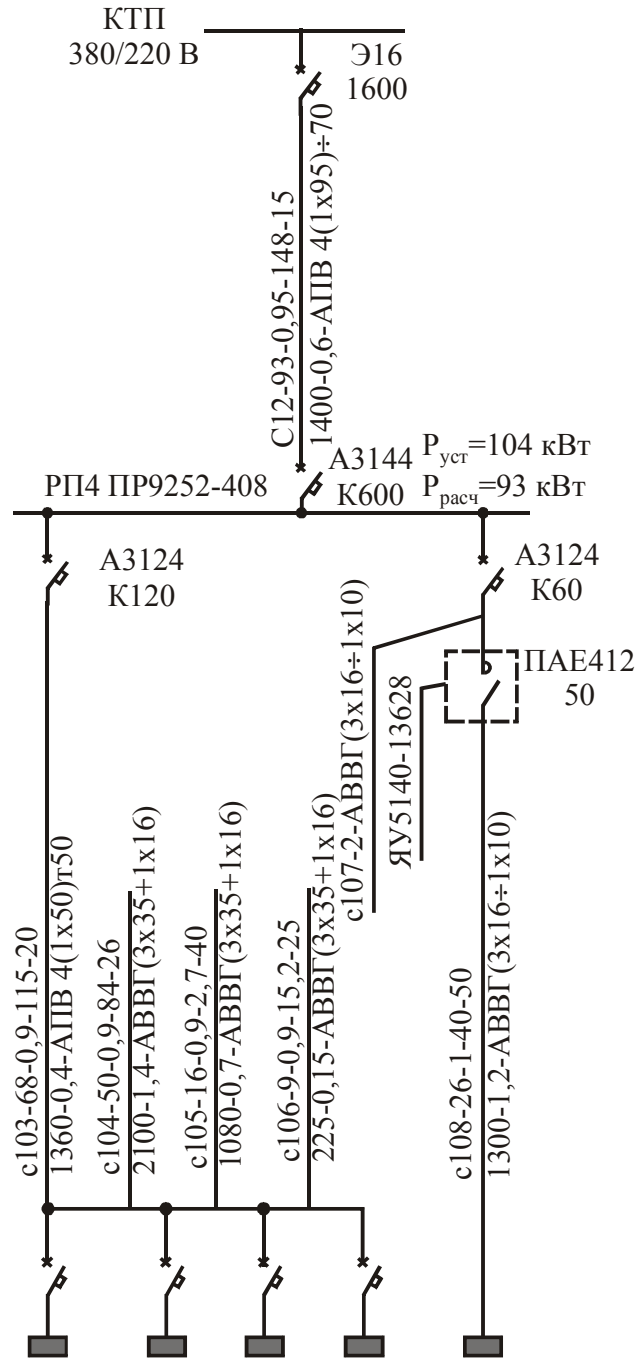 КТП
380/220 В
Э16
1600
С12-93-0,95-148-15
1400-0,6-АПВ 4(1х95)÷70
А3144
К600
Pуст=104 кВт
Pрасч=93 кВт
РП4 ПР9252-408
А3124
К120
А3124
К60
ПАЕ412
50
с107-2-АВВГ(3х16÷1х10)
ЯУ5140-13628
с103-68-0,9-115-20
1360-0,4-АПВ 4(1х50)т50
с104-50-0,9-84-26
2100-1,4-АВВГ(3х35+1х16)
с105-16-0,9-2,7-40
1080-0,7-АВВГ(3х35+1х16)
с106-9-0,9-15,2-25
225-0,15-АВВГ(3х35+1х16)
с108-26-1-40-50
1300-1,2-АВВГ(3х16÷1х10)